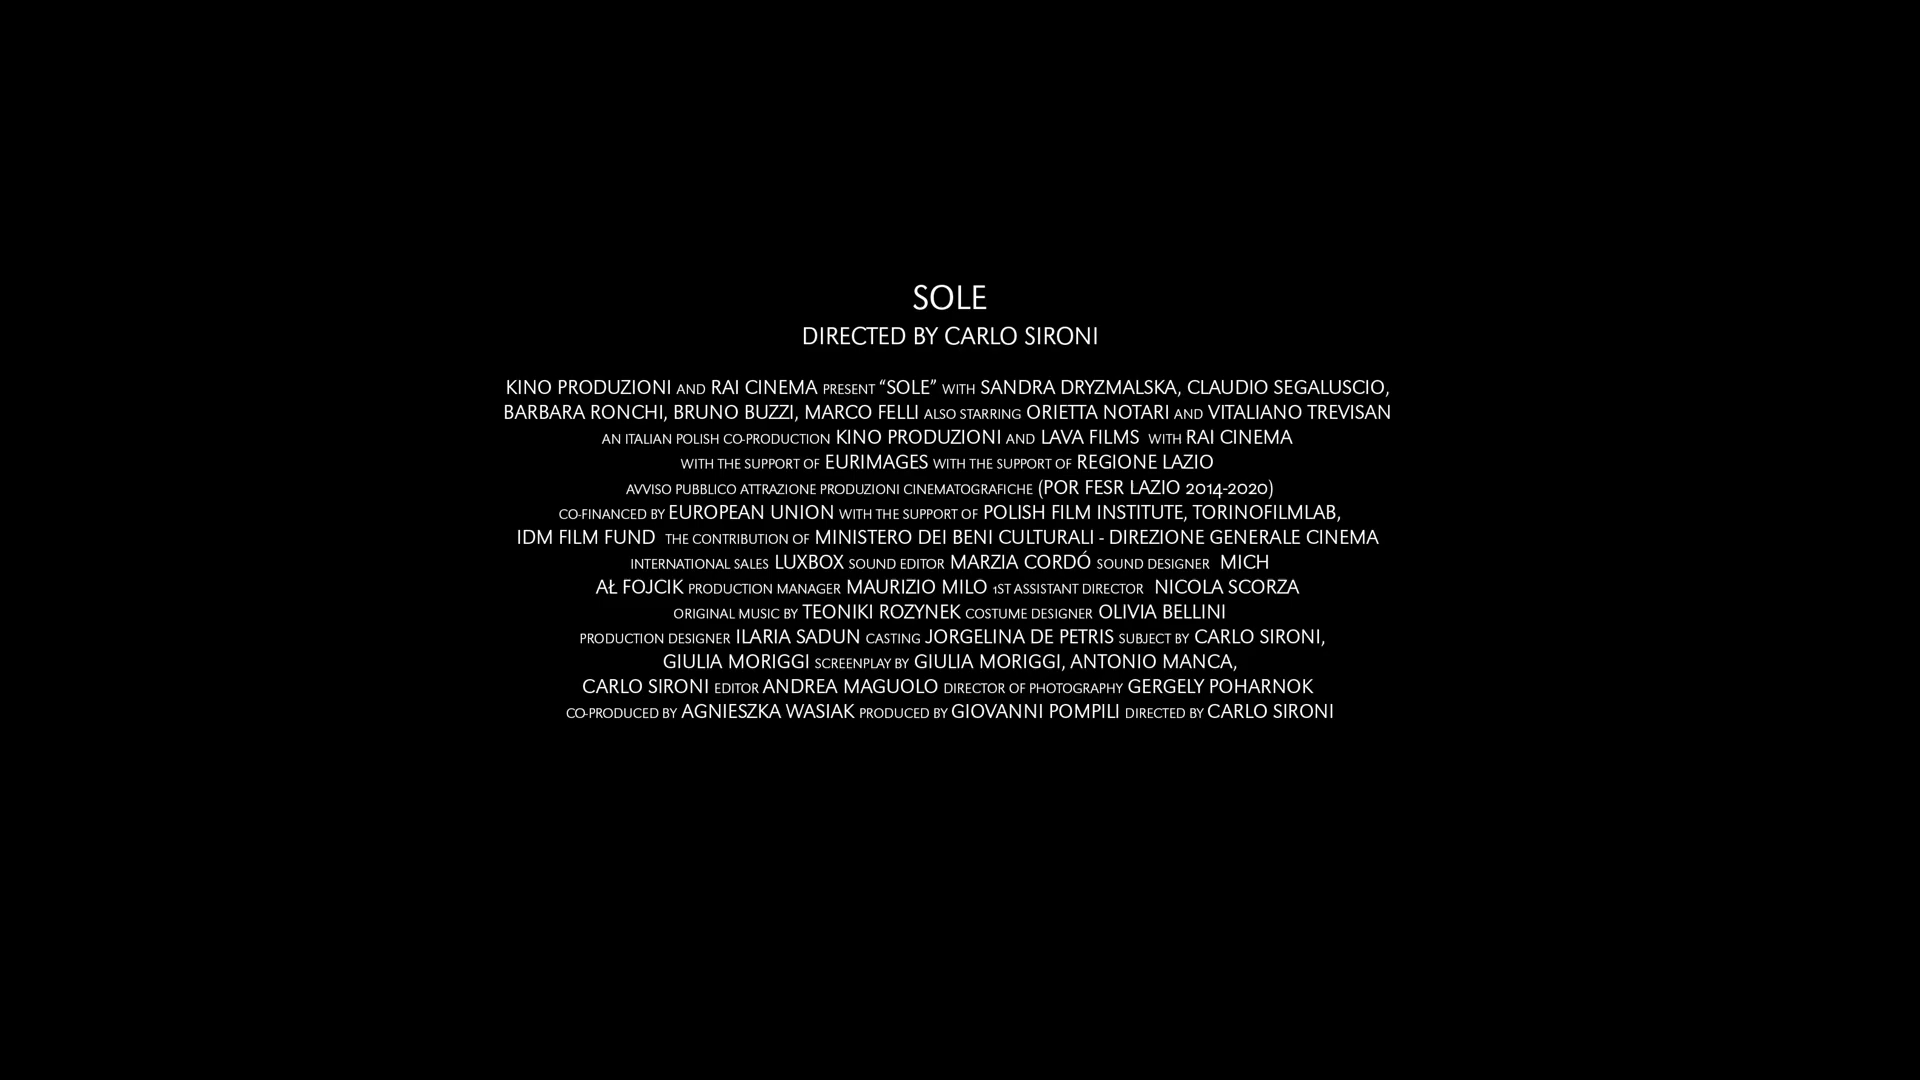 SOLE
DIRECTED BY CARLO SIRONI
KINO PRODUZIONI AND RAI CINEMA PRESENT “SOLE” WITH SANDRA DRYZMALSKA, CLAUDIO SEGALUSCIO,
BARBARA RONCHI, BRUNO BUZZI, MARCO FELLI ALSO STARRING ORIETTA NOTARI AND VITALIANO TREVISAN
AN ITALIAN POLISH CO-PRODUCTION KINO PRODUZIONI AND LAVA FILMS WITH RAI CINEMA
WITH THE SUPPORT OF EURIMAGES WITH THE SUPPORT OF REGIONE LAZIO
AVVISO PUBBLICO ATTRAZIONE PRODUZIONI CINEMATOGRAFICHE (POR FESR LAZIO 2014-2020)
CO-FINANCED BY EUROPEAN UNION WITH THE SUPPORT OF POLISH FILM INSTITUTE, TORINOFILMLAB,
IDM FILM FUND THE CONTRIBUTION OF MINISTERO DEI BENI CULTURALI - DIREZIONE GENERALE CINEMA
INTERNATIONAL SALES LUXBOX SOUND EDITOR MARZIA CORDÓ SOUND DESIGNER MICH
AŁ FOJCIK PRODUCTION MANAGER MAURIZIO MILO 1ST ASSISTANT DIRECTOR NICOLA SCORZA
ORIGINAL MUSIC BY TEONIKI ROZYNEK COSTUME DESIGNER OLIVIA BELLINI
PRODUCTION DESIGNER ILARIA SADUN CASTING JORGELINA DE PETRIS SUBJECT BY CARLO SIRONI,
GIULIA MORIGGI SCREENPLAY BY GIULIA MORIGGI, ANTONIO MANCA,
CARLO SIRONI EDITOR ANDREA MAGUOLO DIRECTOR OF PHOTOGRAPHY GERGELY POHARNOK
CO-PRODUCED BY AGNIESZKA WASIAK PRODUCED BY GIOVANNI POMPILI DIRECTED BY CARLO SIRONI